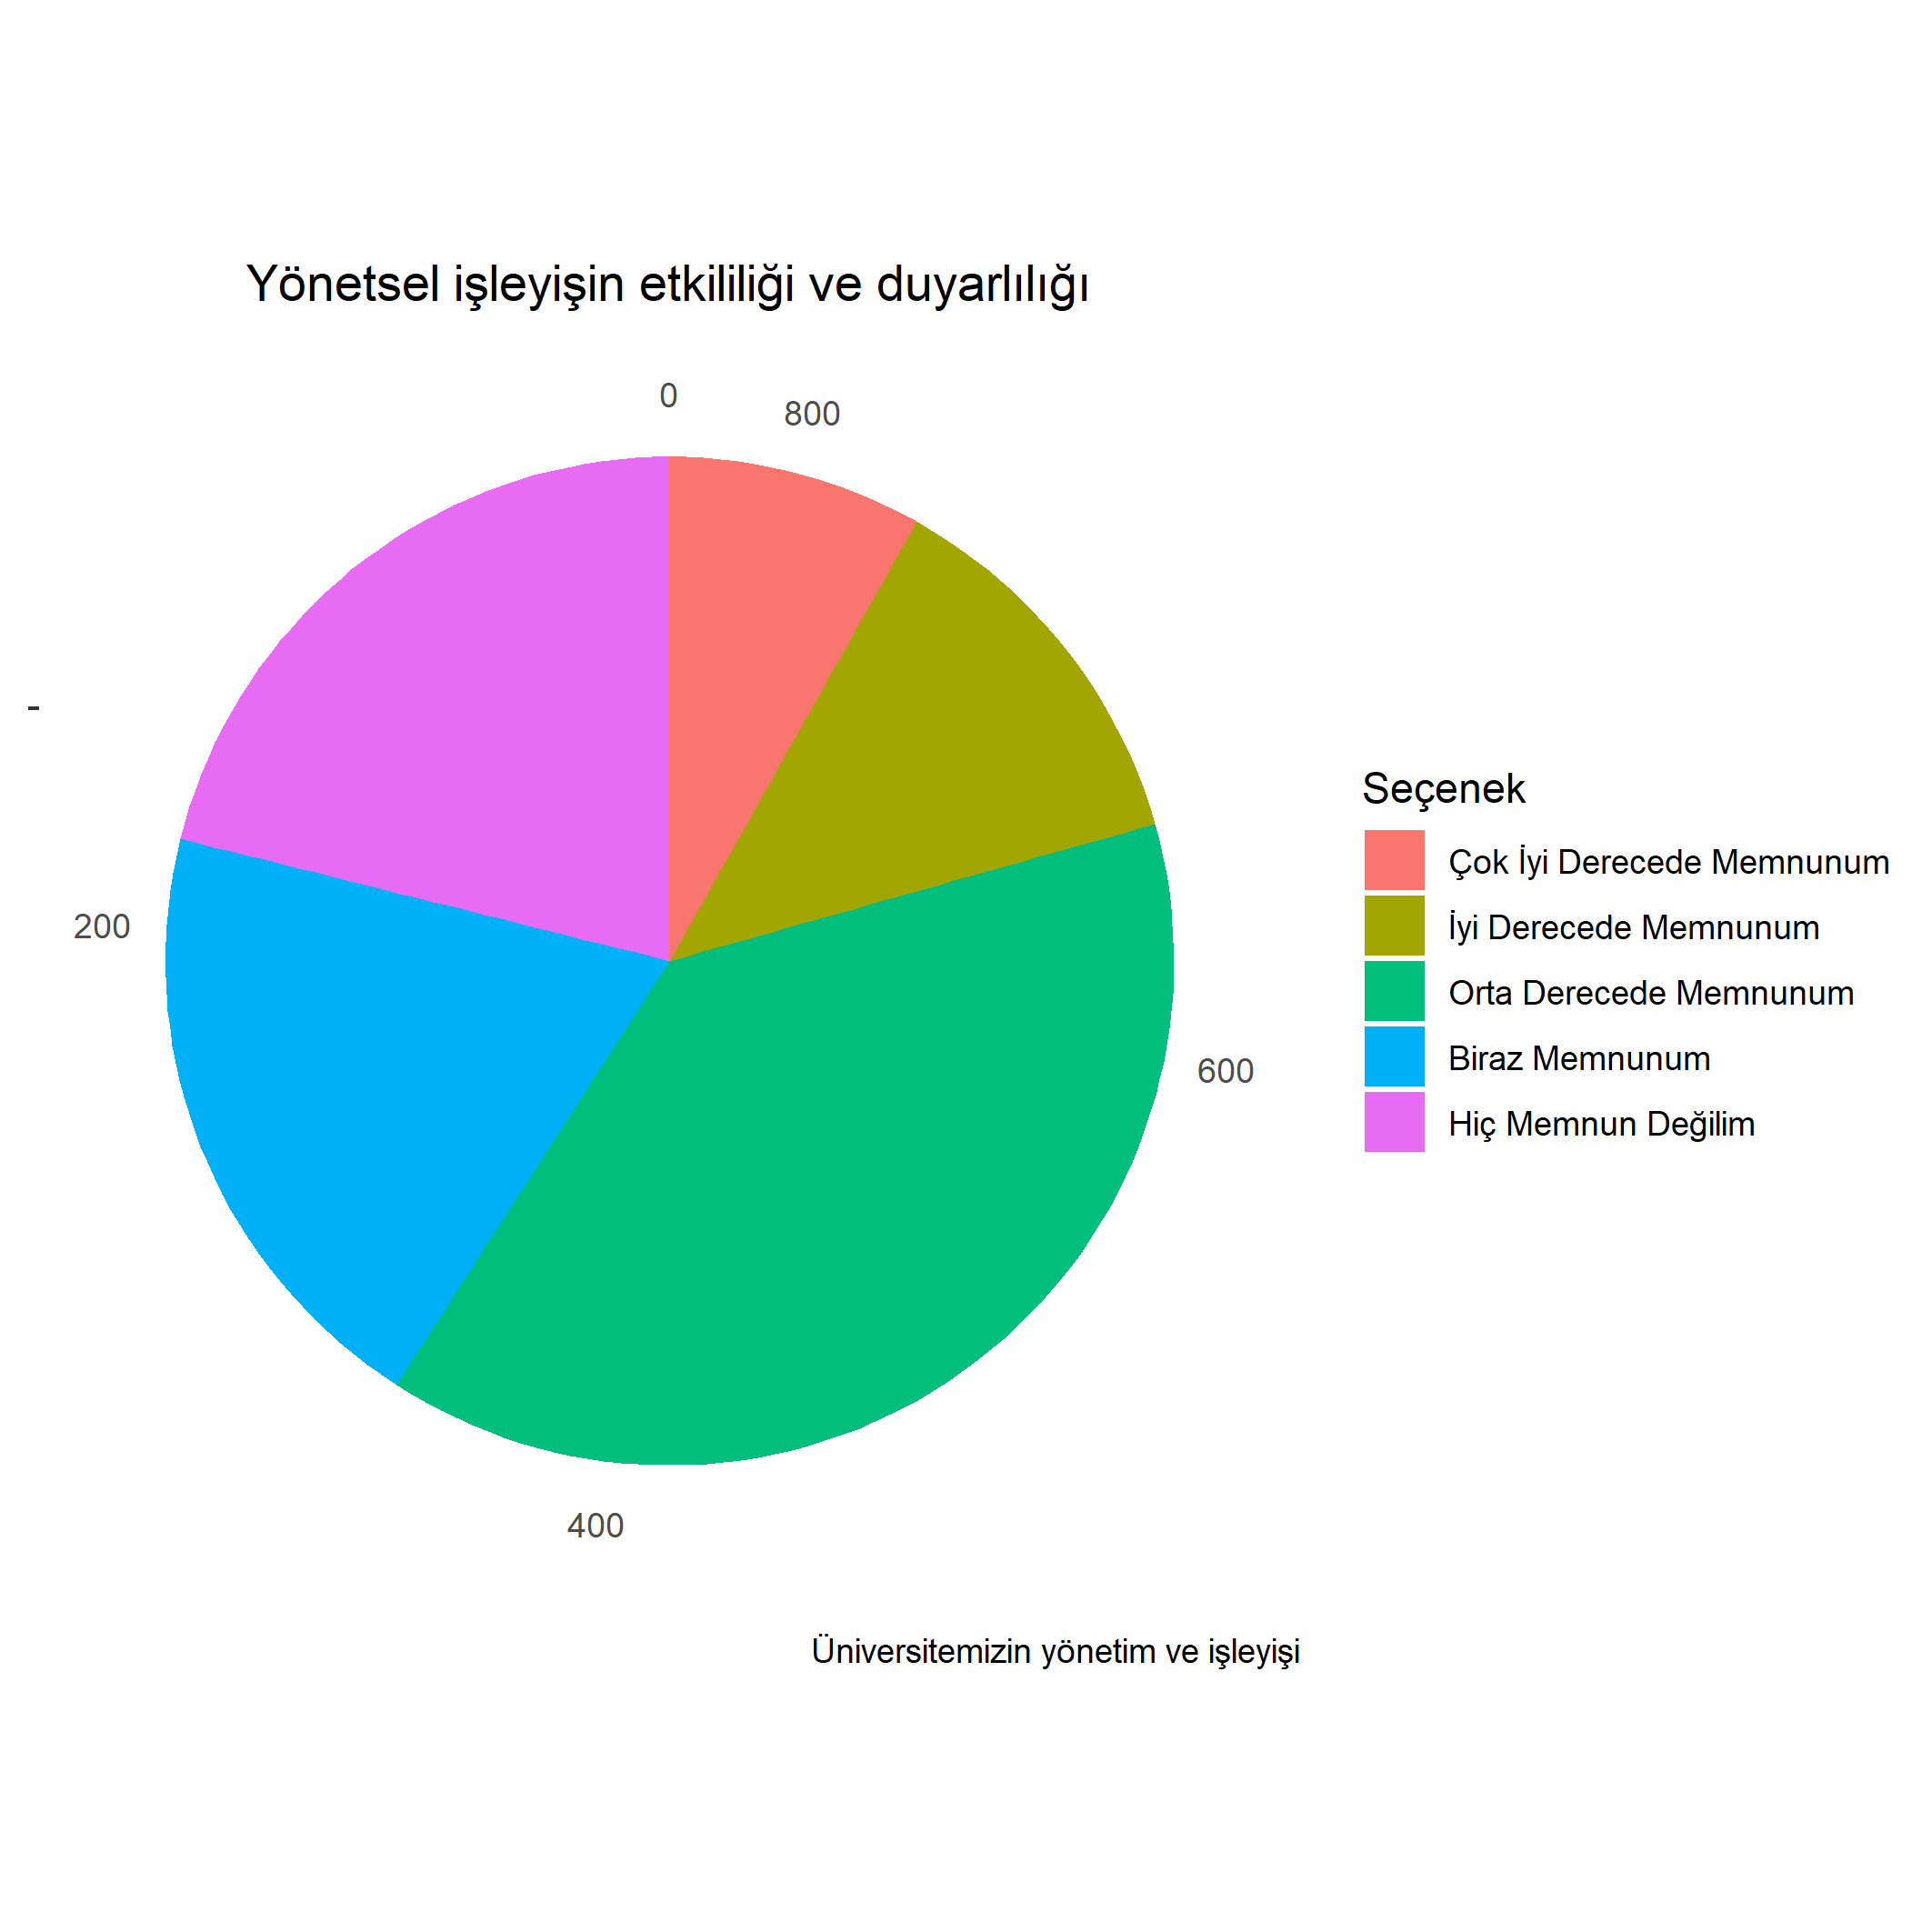 Yönetsel işleyişin etkililiği ve duyarlılığı
0
800
-
200
600
400
Seçenek
Çok İyi Derecede Memnunum
İyi Derecede Memnunum
Orta Derecede Memnunum
Biraz Memnunum
Hiç Memnun Değilim
Üniversitemizin yönetim ve işleyişi